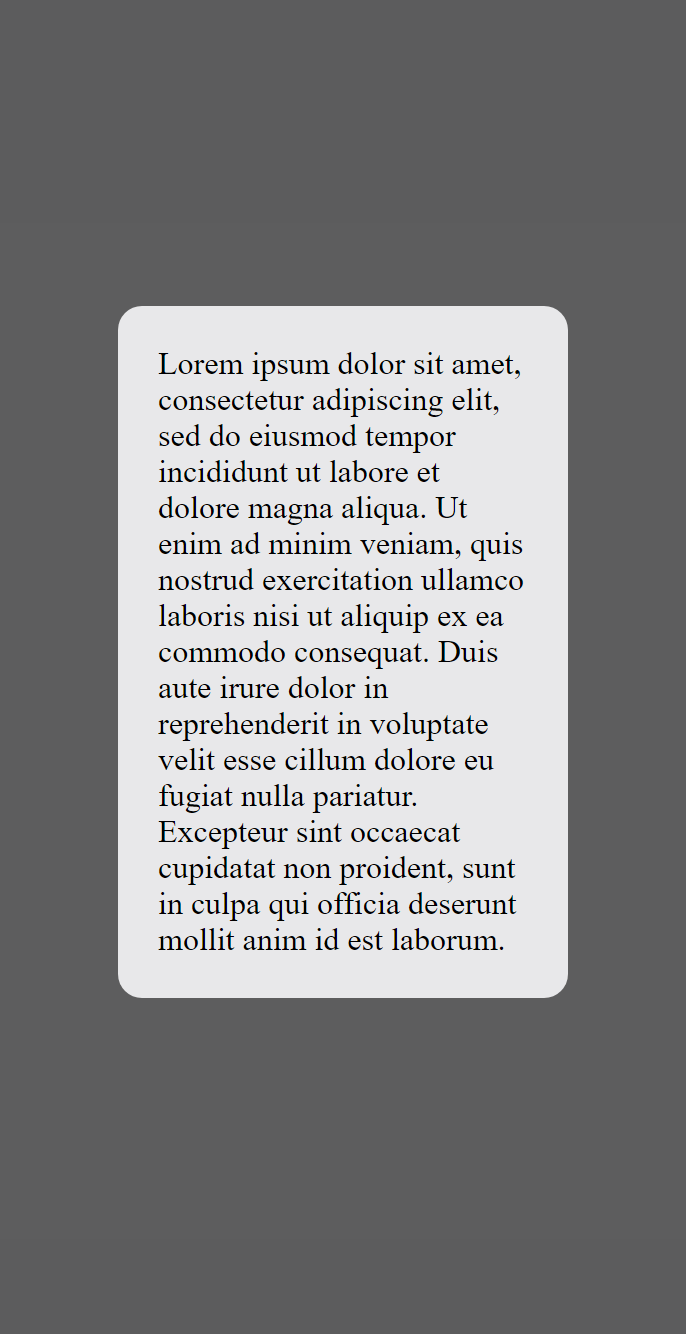 Lorem ipsum dolor sit amet,
consectetur adipiscing elit,
sed do eiusmod tempor
incididunt ut labore et
dolore magna aliqua. Ut
enim ad minim veniam, quis
nostrud exercitation ullamco
laboris nisi ut aliquip ex ea
commodo consequat. Duis
aute irure dolor in
reprehenderit in voluptate
velit esse cillum dolore eu
fugiat nulla pariatur.
Excepteur sint occaecat
cupidatat non proident, sunt
in culpa qui officia deserunt
mollit anim id est laborum.